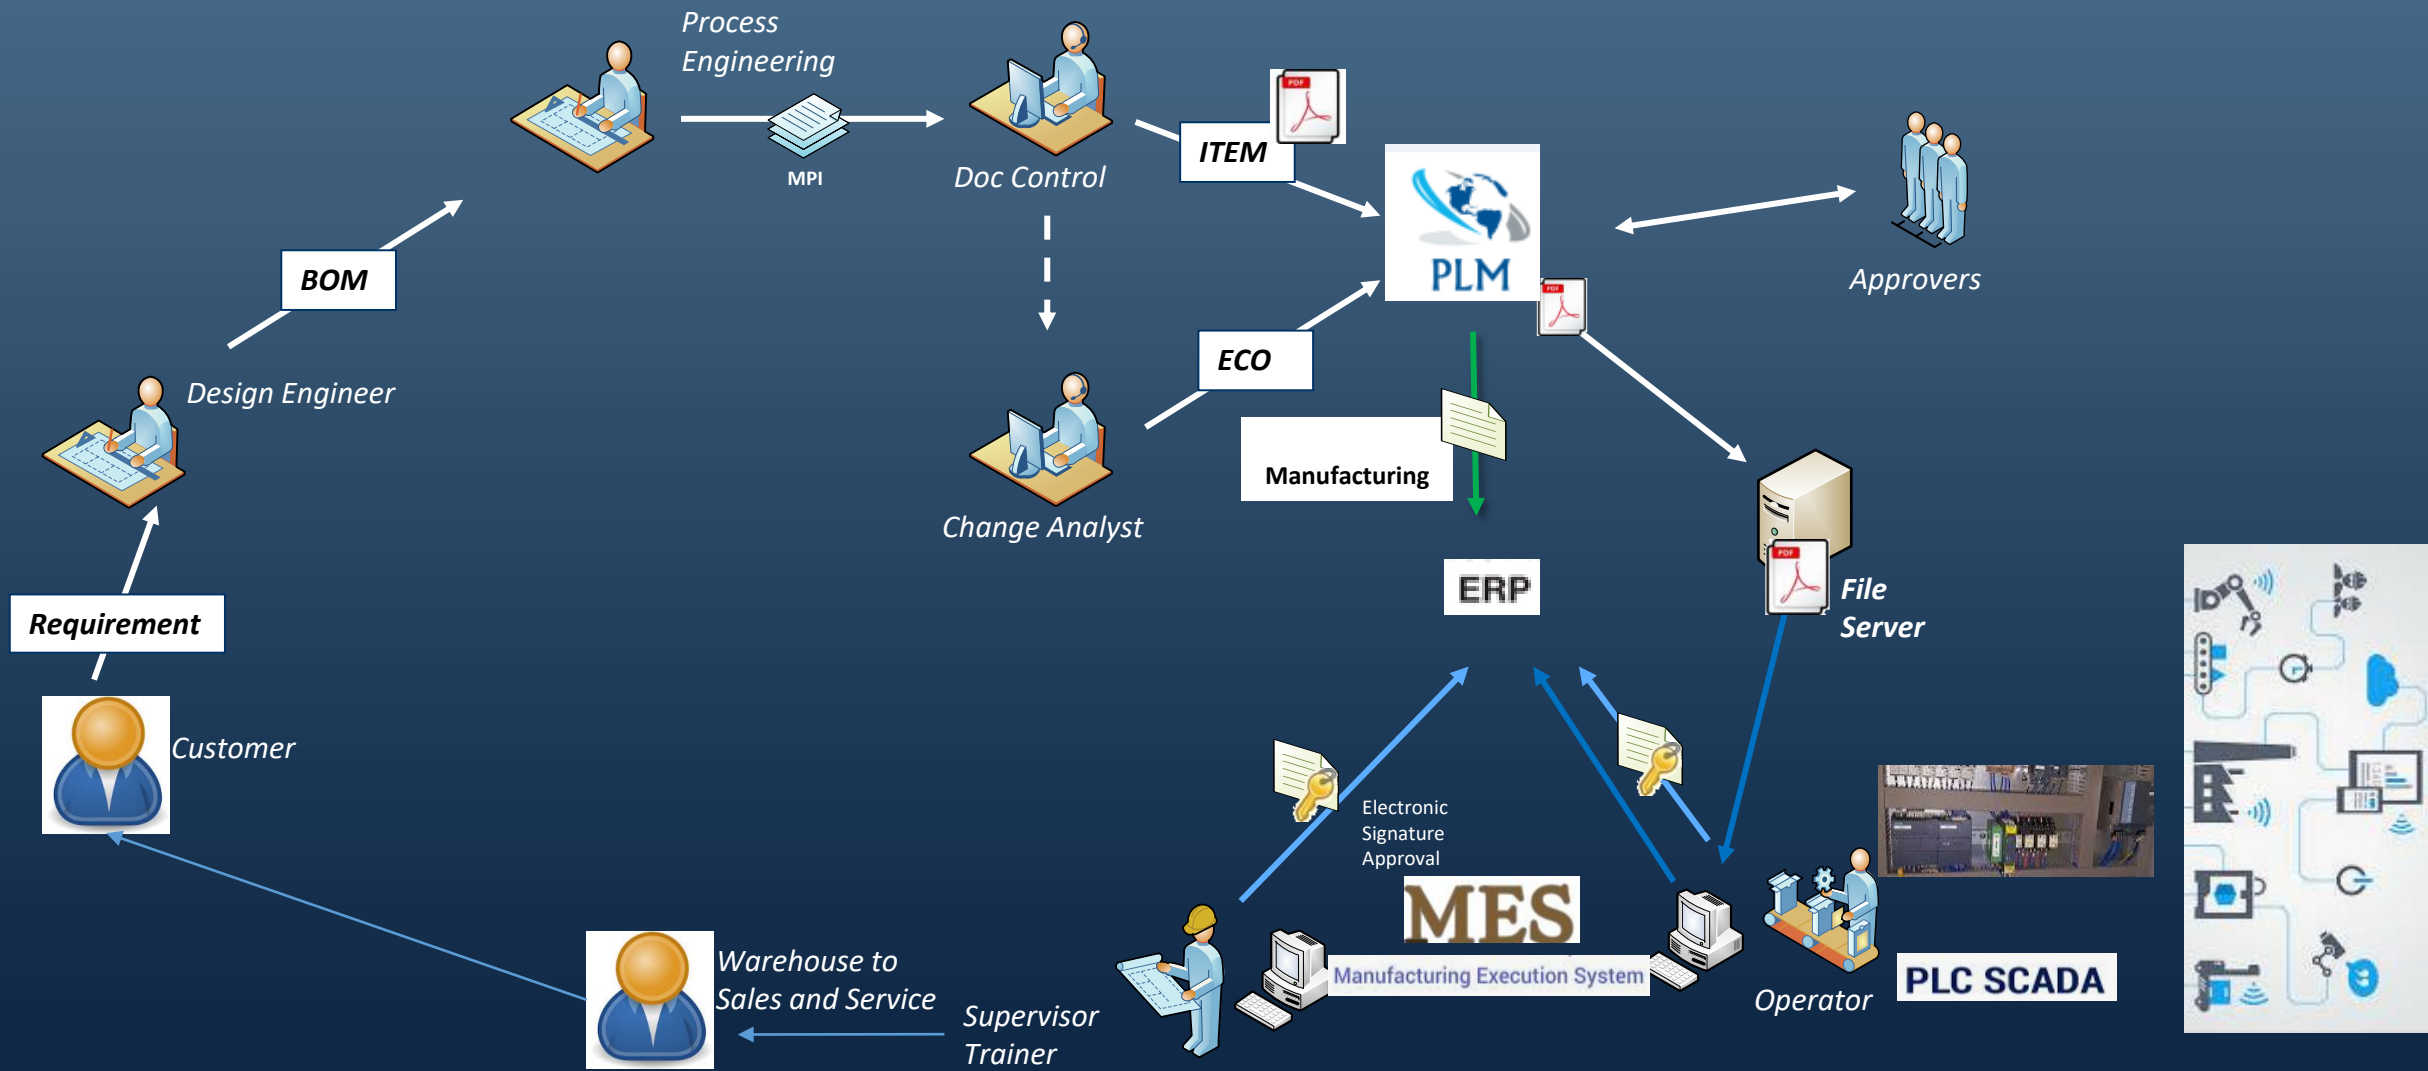 Process
Engineering
MPI
Doc Control
ITEM
PDF
PLM
PDF
Approvers
BOM
Design Engineer
ECO
Manufacturing
Change Analyst
ERP
PDF
File
Server
Requirement
Customer
Electronic
Signature
Approval
MES
Manufacturing Execution System
Operator
PLC SCADA
Warehouse to
Sales and Service
Supervisor
Trainer